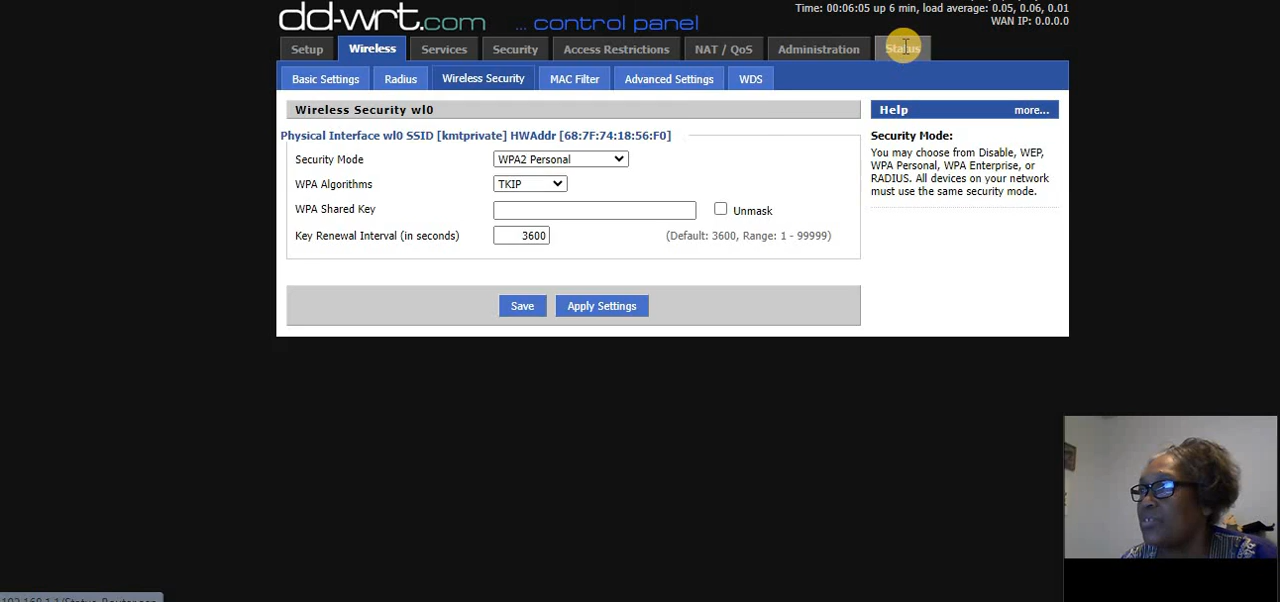 dd-wrt.com ... control panel
Time: 00:06:05 up 6 min, load average: 0.05, 0.06, 0.01
WAN IP: 0.0.0.0
Setup Wireless Services Security Access Restrictions NAT / QoS Administration Status
Basic Settings Radius Wireless Security MAC Filter Advanced Settings WDS
Wireless Security wl0
Physical Interface wl0 SSID [kmtprivate] HWAddr [68:7F:74:18:56:F0]
Security Mode WPA2 Personal
WPA Algorithms TKIP
WPA Shared Key Unmask
Key Renewal Interval (in seconds) 3600 (Default: 3600, Range: 1 - 99999)
Save Apply Settings
Help more...
Security Mode:
You may choose from Disable, WEP,
WPA Personal, WPA Enterprise, or
RADIUS. All devices on your network
must use the same security mode.